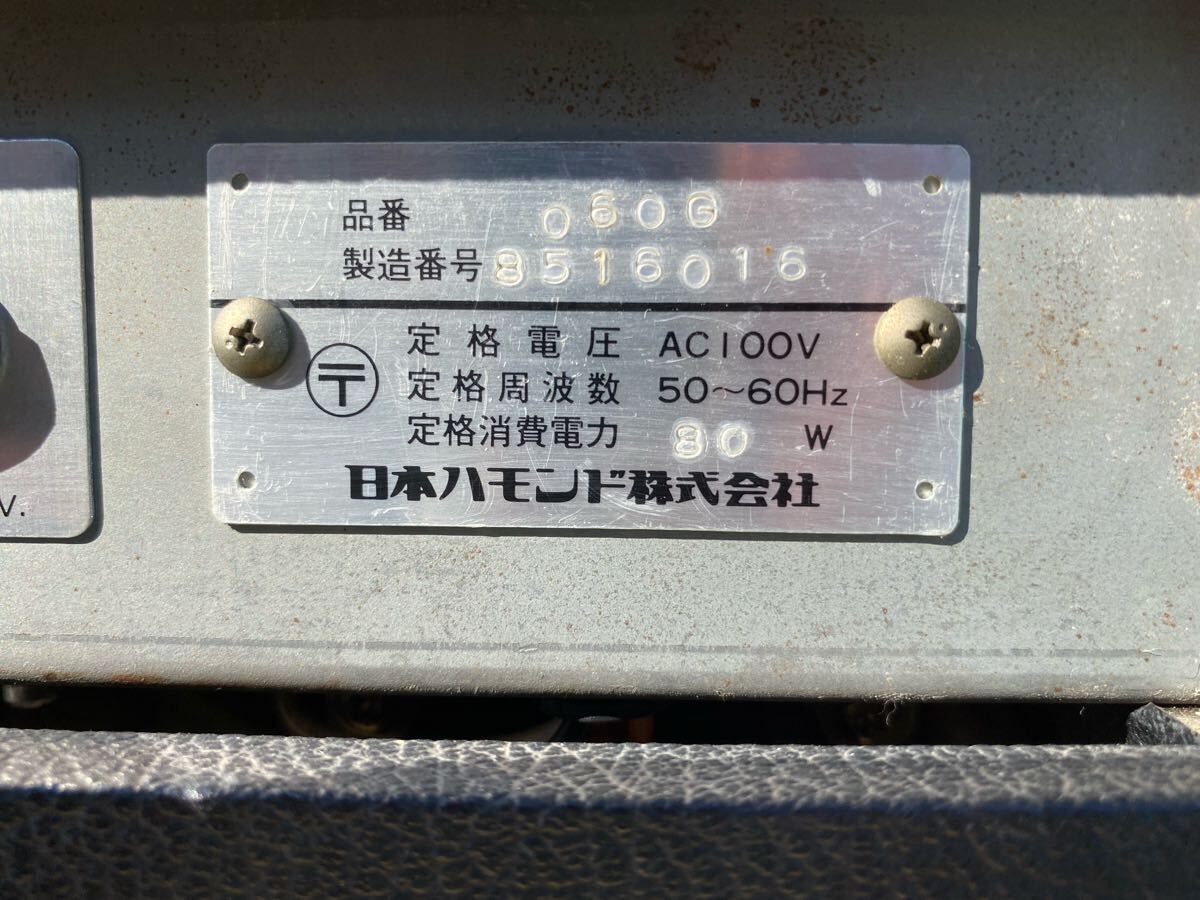 品番 060G
製造番号 8516016
定格電圧 AC100V
〒 定格周波数 50～60Hz
定格消費電力 80 W
日本ハモンド株式会社
V.